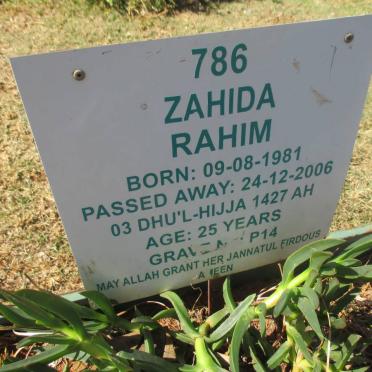 786
ZAHIDA
RAHIM
BORN: 09-08-1981
PASSED AWAY: 24-12-2006
03 DHU'L-HIJJA 1427 AH
AGE: 25 YEARS
GRAVE P14
MAY ALLAH GRANT HER JANNATUL FIRDOUS
AMEEN